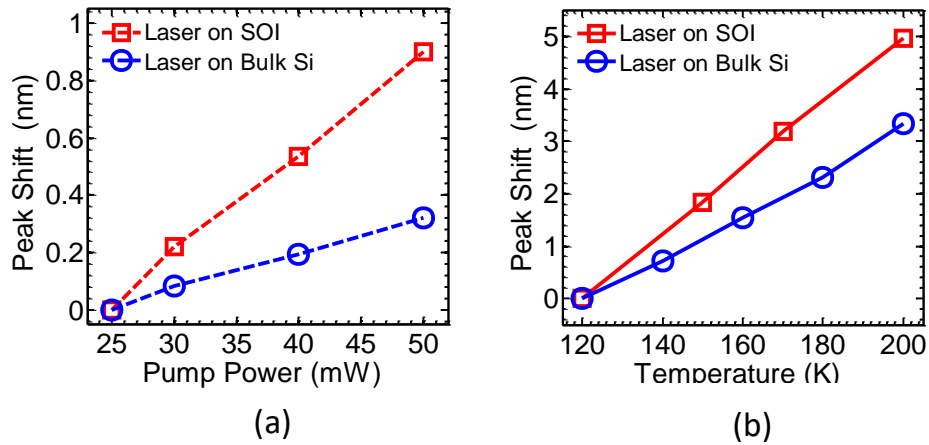 1
0.8
0.6
0.4
0.2
0
Peak Shift (nm)
Laser on SOI
Laser on Bulk Si
25 30 35 40 45 50
Pump Power (mW)
(a)
5
4
3
2
1
0
Peak Shift (nm)
Laser on SOI
Laser on Bulk Si
120 140 160 180 200
Temperature (K)
(b)